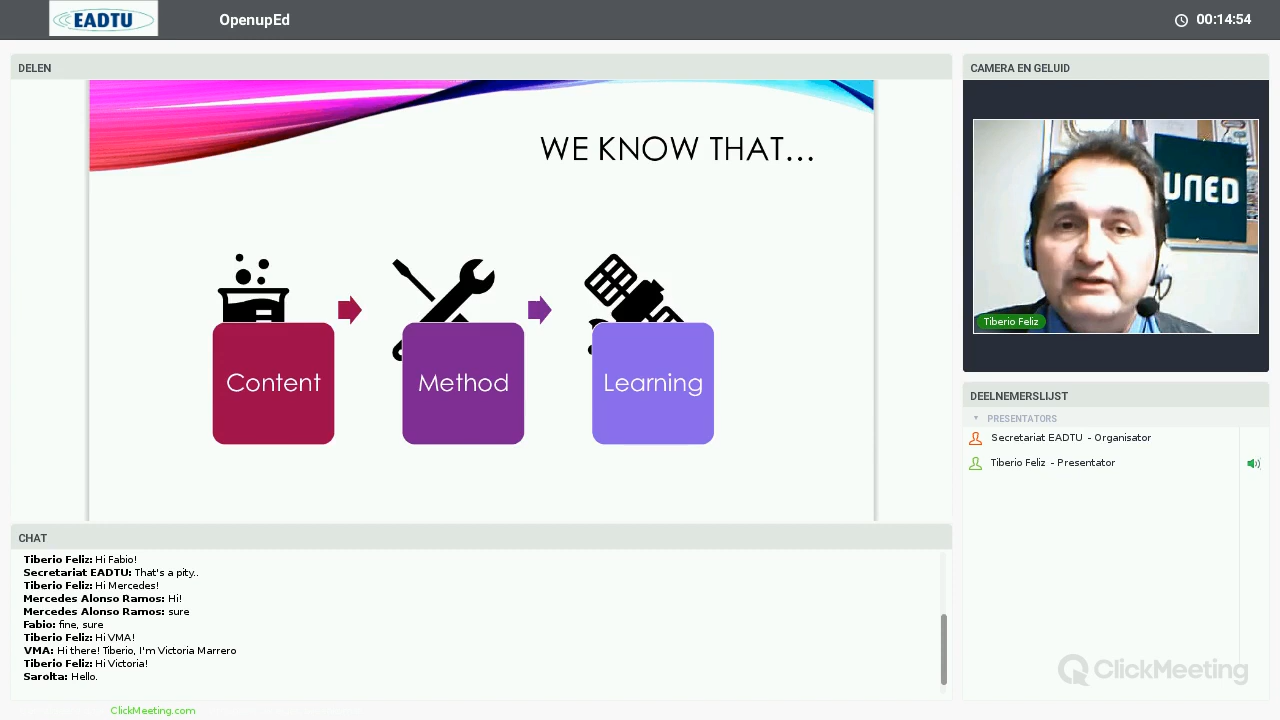 EADTU
OpenupEd
00:14:54
DELEN
WE KNOW THAT...
Content
Method
Learning
CAMERA EN GELUID
UNED
Tiberio Feliz
DEELNEMERSLIJST
PRESENTATORS
Secretariat EADTU - Organisator
Tiberio Feliz - Presentator
CHAT
Tiberio Feliz: Hi Fabio!
Secretariat EADTU: That's a pity..
Tiberio Feliz: Hi Mercedes!
Mercedes Alonso Ramos: Hi!
Mercedes Alonso Ramos: sure
Fabio: fine, sure
Tiberio Feliz: Hi VMA!
VMA: Hi there! Tiberio, I'm Victoria Marrero
Tiberio Feliz: Hi Victoria!
Sarolta: Hello.
ClickMeeting
ClickMeeting.com